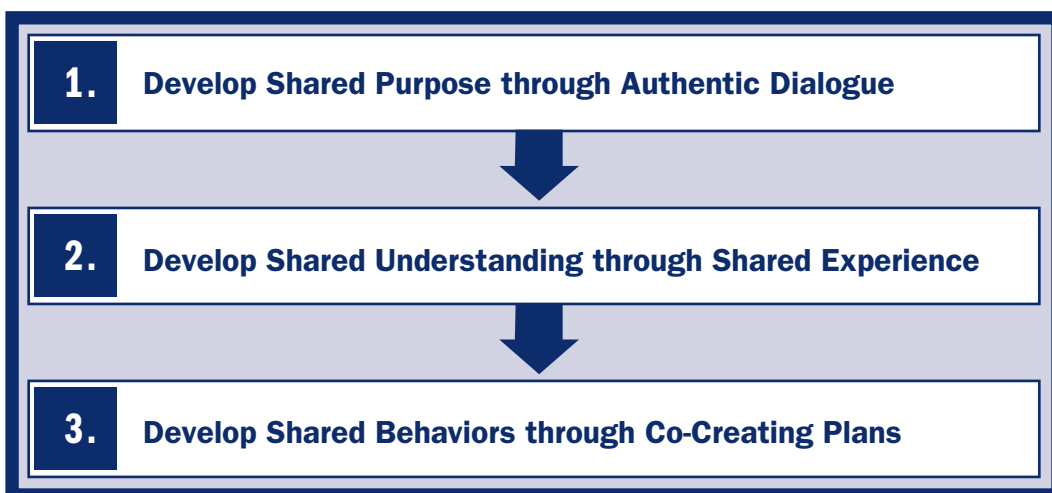 1. Develop Shared Purpose through Authentic Dialogue
2. Develop Shared Understanding through Shared Experience
3. Develop Shared Behaviors through Co-Creating Plans